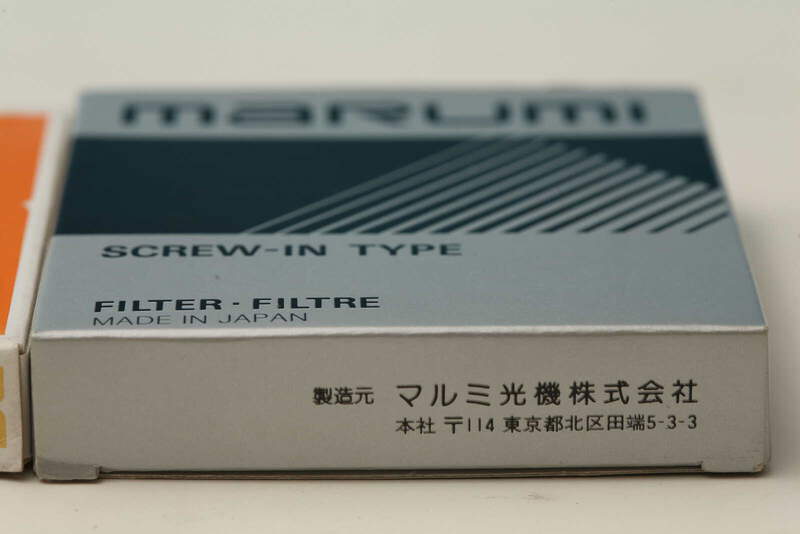 marumi
SCREW-IN TYPE
FILTER · FILTRE
MADE IN JAPAN
製造元 マルミ光機株式会社
本社 〒114 東京都北区田端5-3-3